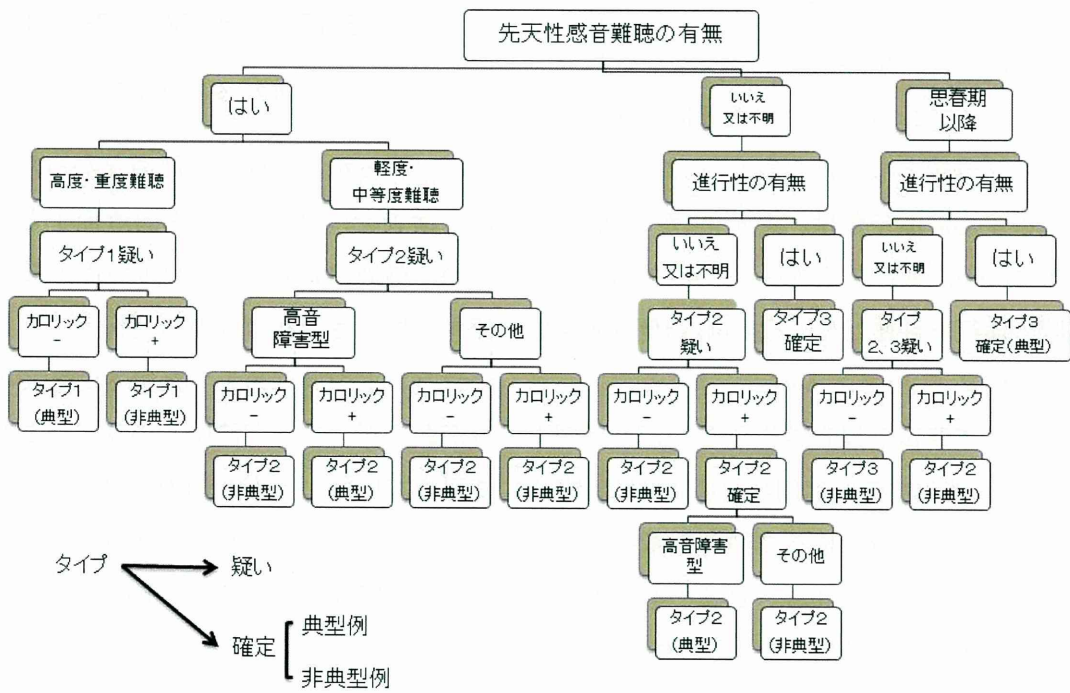 先天性感音難聴の有無
はい
いいえ
又は不明
思春期
以降
高度・重度難聴
軽度・
中等度難聴
進行性の有無
進行性の有無
タイプ1疑い
タイプ2疑い
いいえ
又は不明
はい
いいえ
又は不明
はい
カロリック
－
カロリック
+
高音
障害型
その他
タイプ2
疑い
タイプ3
確定
タイプ
2、3疑い
タイプ3
確定(典型)
タイプ1
(典型)
タイプ1
(非典型)
カロリック
－
カロリック
+
カロリック
－
カロリック
+
カロリック
－
カロリック
+
カロリック
－
カロリック
+
タイプ2
(非典型)
タイプ2
(典型)
タイプ2
(非典型)
タイプ2
(非典型)
タイプ2
(非典型)
タイプ2
確定
タイプ3
(非典型)
タイプ2
(非典型)
高音障害
型
その他
タイプ2
(典型)
タイプ2
(非典型)
タイプ
疑い
確定
典型例
非典型例